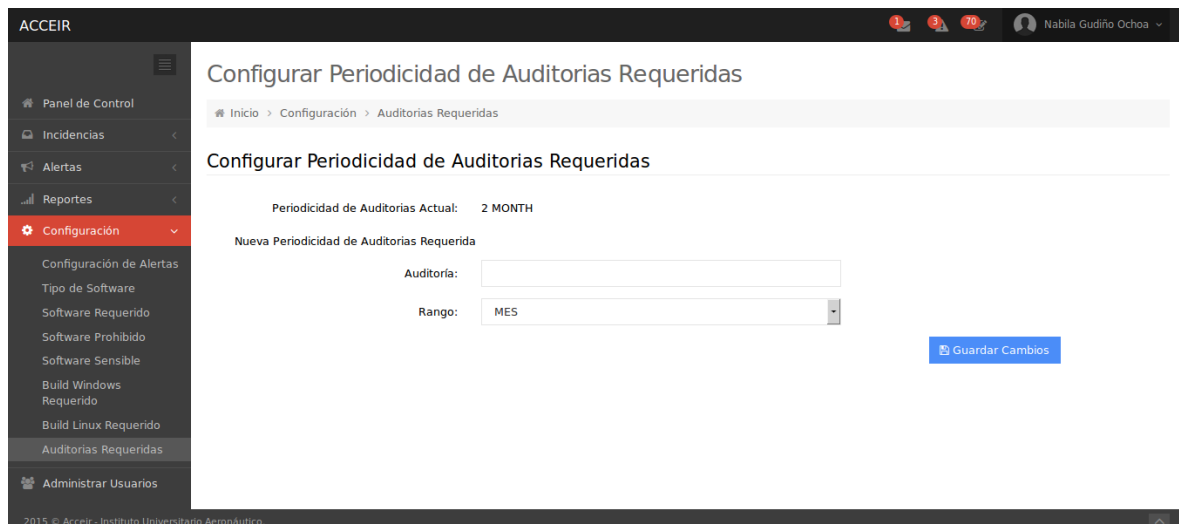 ACCEIR
1
3
70
Nabila Gudiño Ochoa
Panel de Control
Incidencias
Alertas
Reportes
Configuración
Configuración de Alertas
Tipo de Software
Software Requerido
Software Prohibido
Software Sensible
Build Windows
Requerido
Build Linux Requerido
Auditorias Requeridas
Administrar Usuarios
Configurar Periodicidad de Auditorias Requeridas
Inicio > Configuración > Auditorias Requeridas
Configurar Periodicidad de Auditorias Requeridas
Periodicidad de Auditorias Actual: 2 MONTH
Nueva Periodicidad de Auditorias Requerida
Auditoría:
Rango: MES
Guardar Cambios
2015 © Acceir - Instituto Universitario Aeronáutico